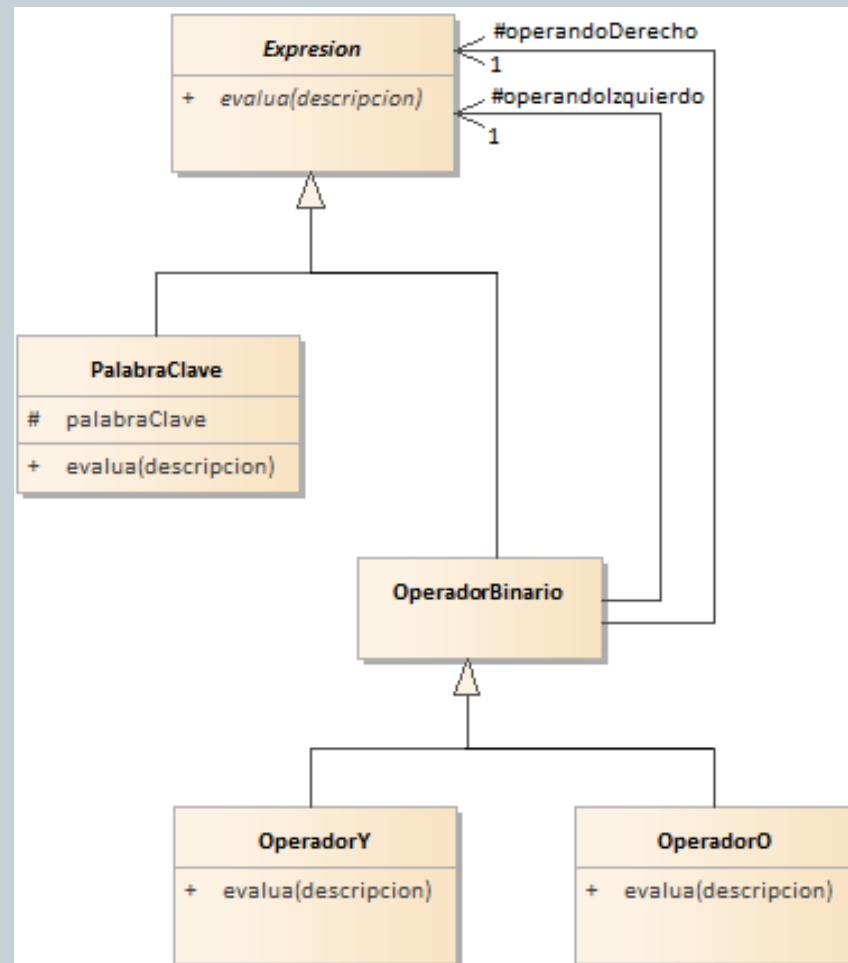 Expresion
+ evalua(descripcion)
#operandoDerecho
1
#operandoIzquierdo
1
PalabraClave
# palabraClave
+ evalua(descripcion)
OperadorBinario
OperadorY
+ evalua(descripcion)
OperadorO
+ evalua(descripcion)